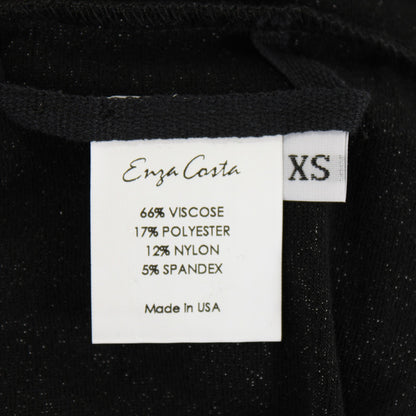 Enza Costa
XS
66% VISCOSE
17% POLYESTER
12% NYLON
5% SPANDEX
Made in USA